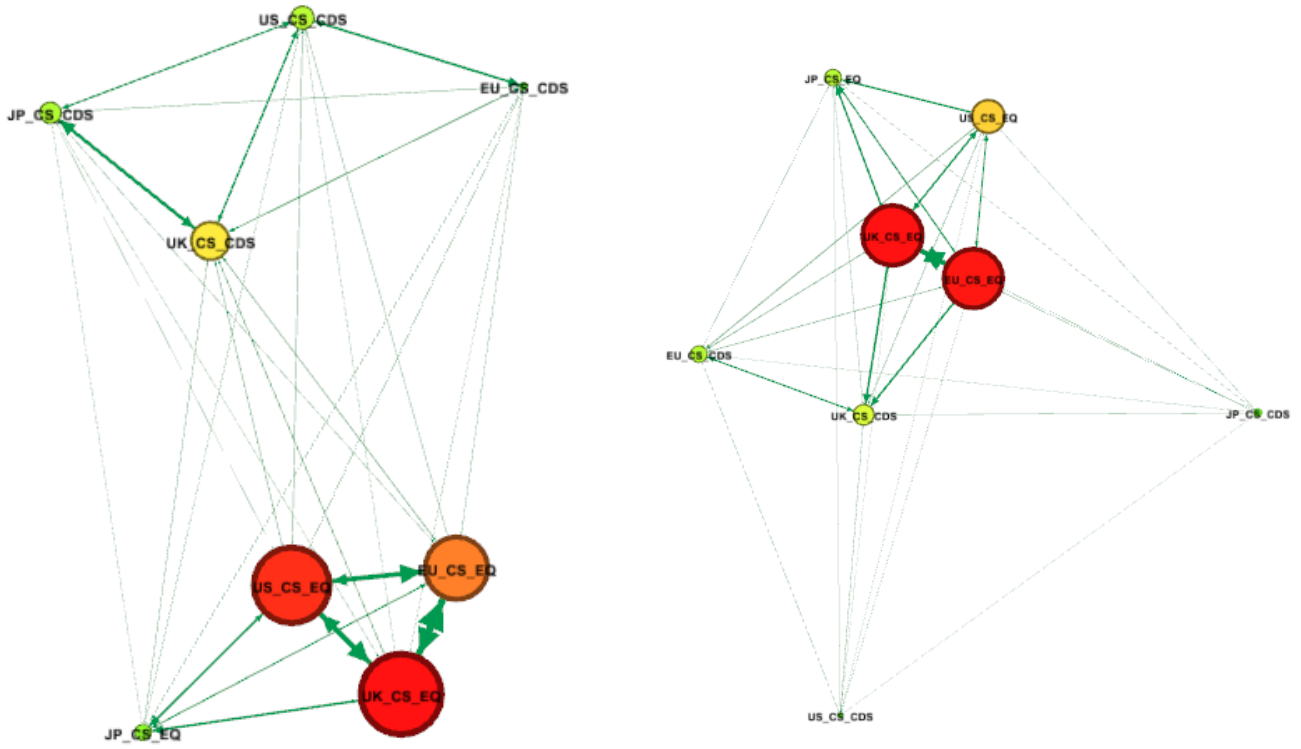 US_CS_CDS
EU_CS_CDS
JP_CS_CDS
UK_CS_CDS
US_CS_EQ
EU_CS_EQ
UK_CS_EQ
JP_CS_EQ
JP_CS_EQ
US_CS_EQ
UK_CS_EQ
EU_CS_EQ
EU_CS_CDS
UK_CS_CDS
JP_CS_CDS
US_CS_CDS